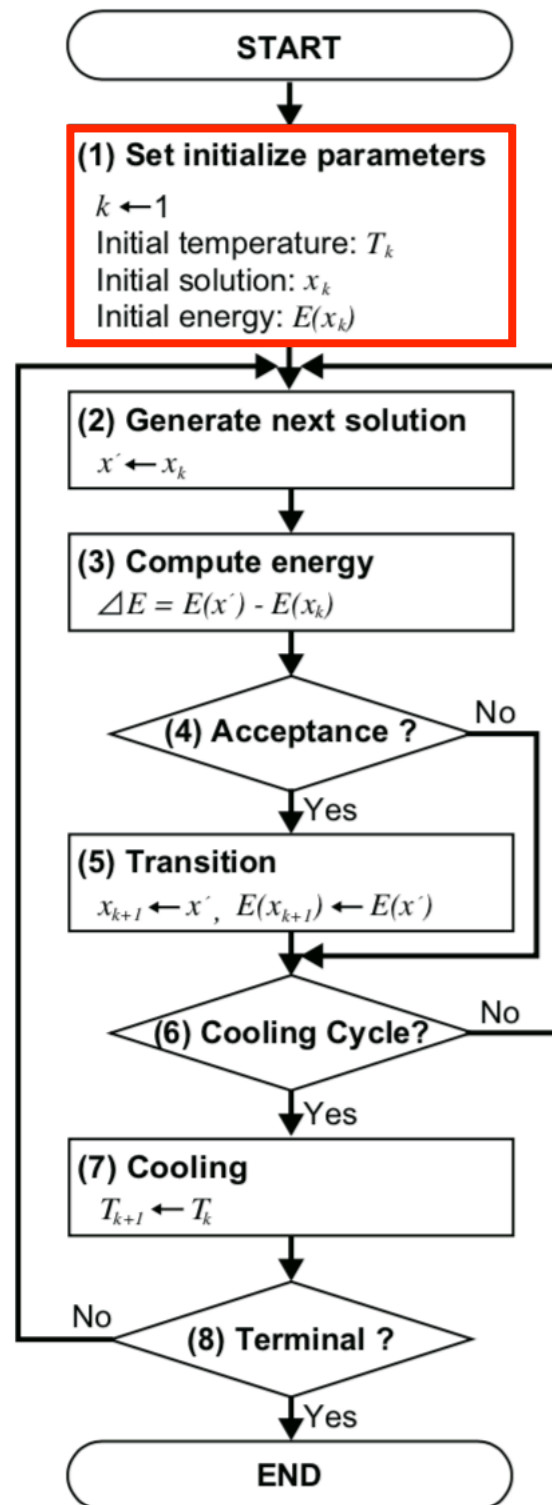 START
(1) Set initialize parameters
k ←1
Initial temperature: Tₖ
Initial solution: xₖ
Initial energy: E(xₖ)
(2) Generate next solution
x´ ← xₖ
(3) Compute energy
⊿E = E(x´) - E(xₖ)
(4) Acceptance ?
No
Yes
(5) Transition
xₖ₊₁ ← x´, E(xₖ₊₁) ← E(x´)
(6) Cooling Cycle?
No
Yes
(7) Cooling
Tₖ₊₁ ← Tₖ
No
(8) Terminal ?
Yes
END